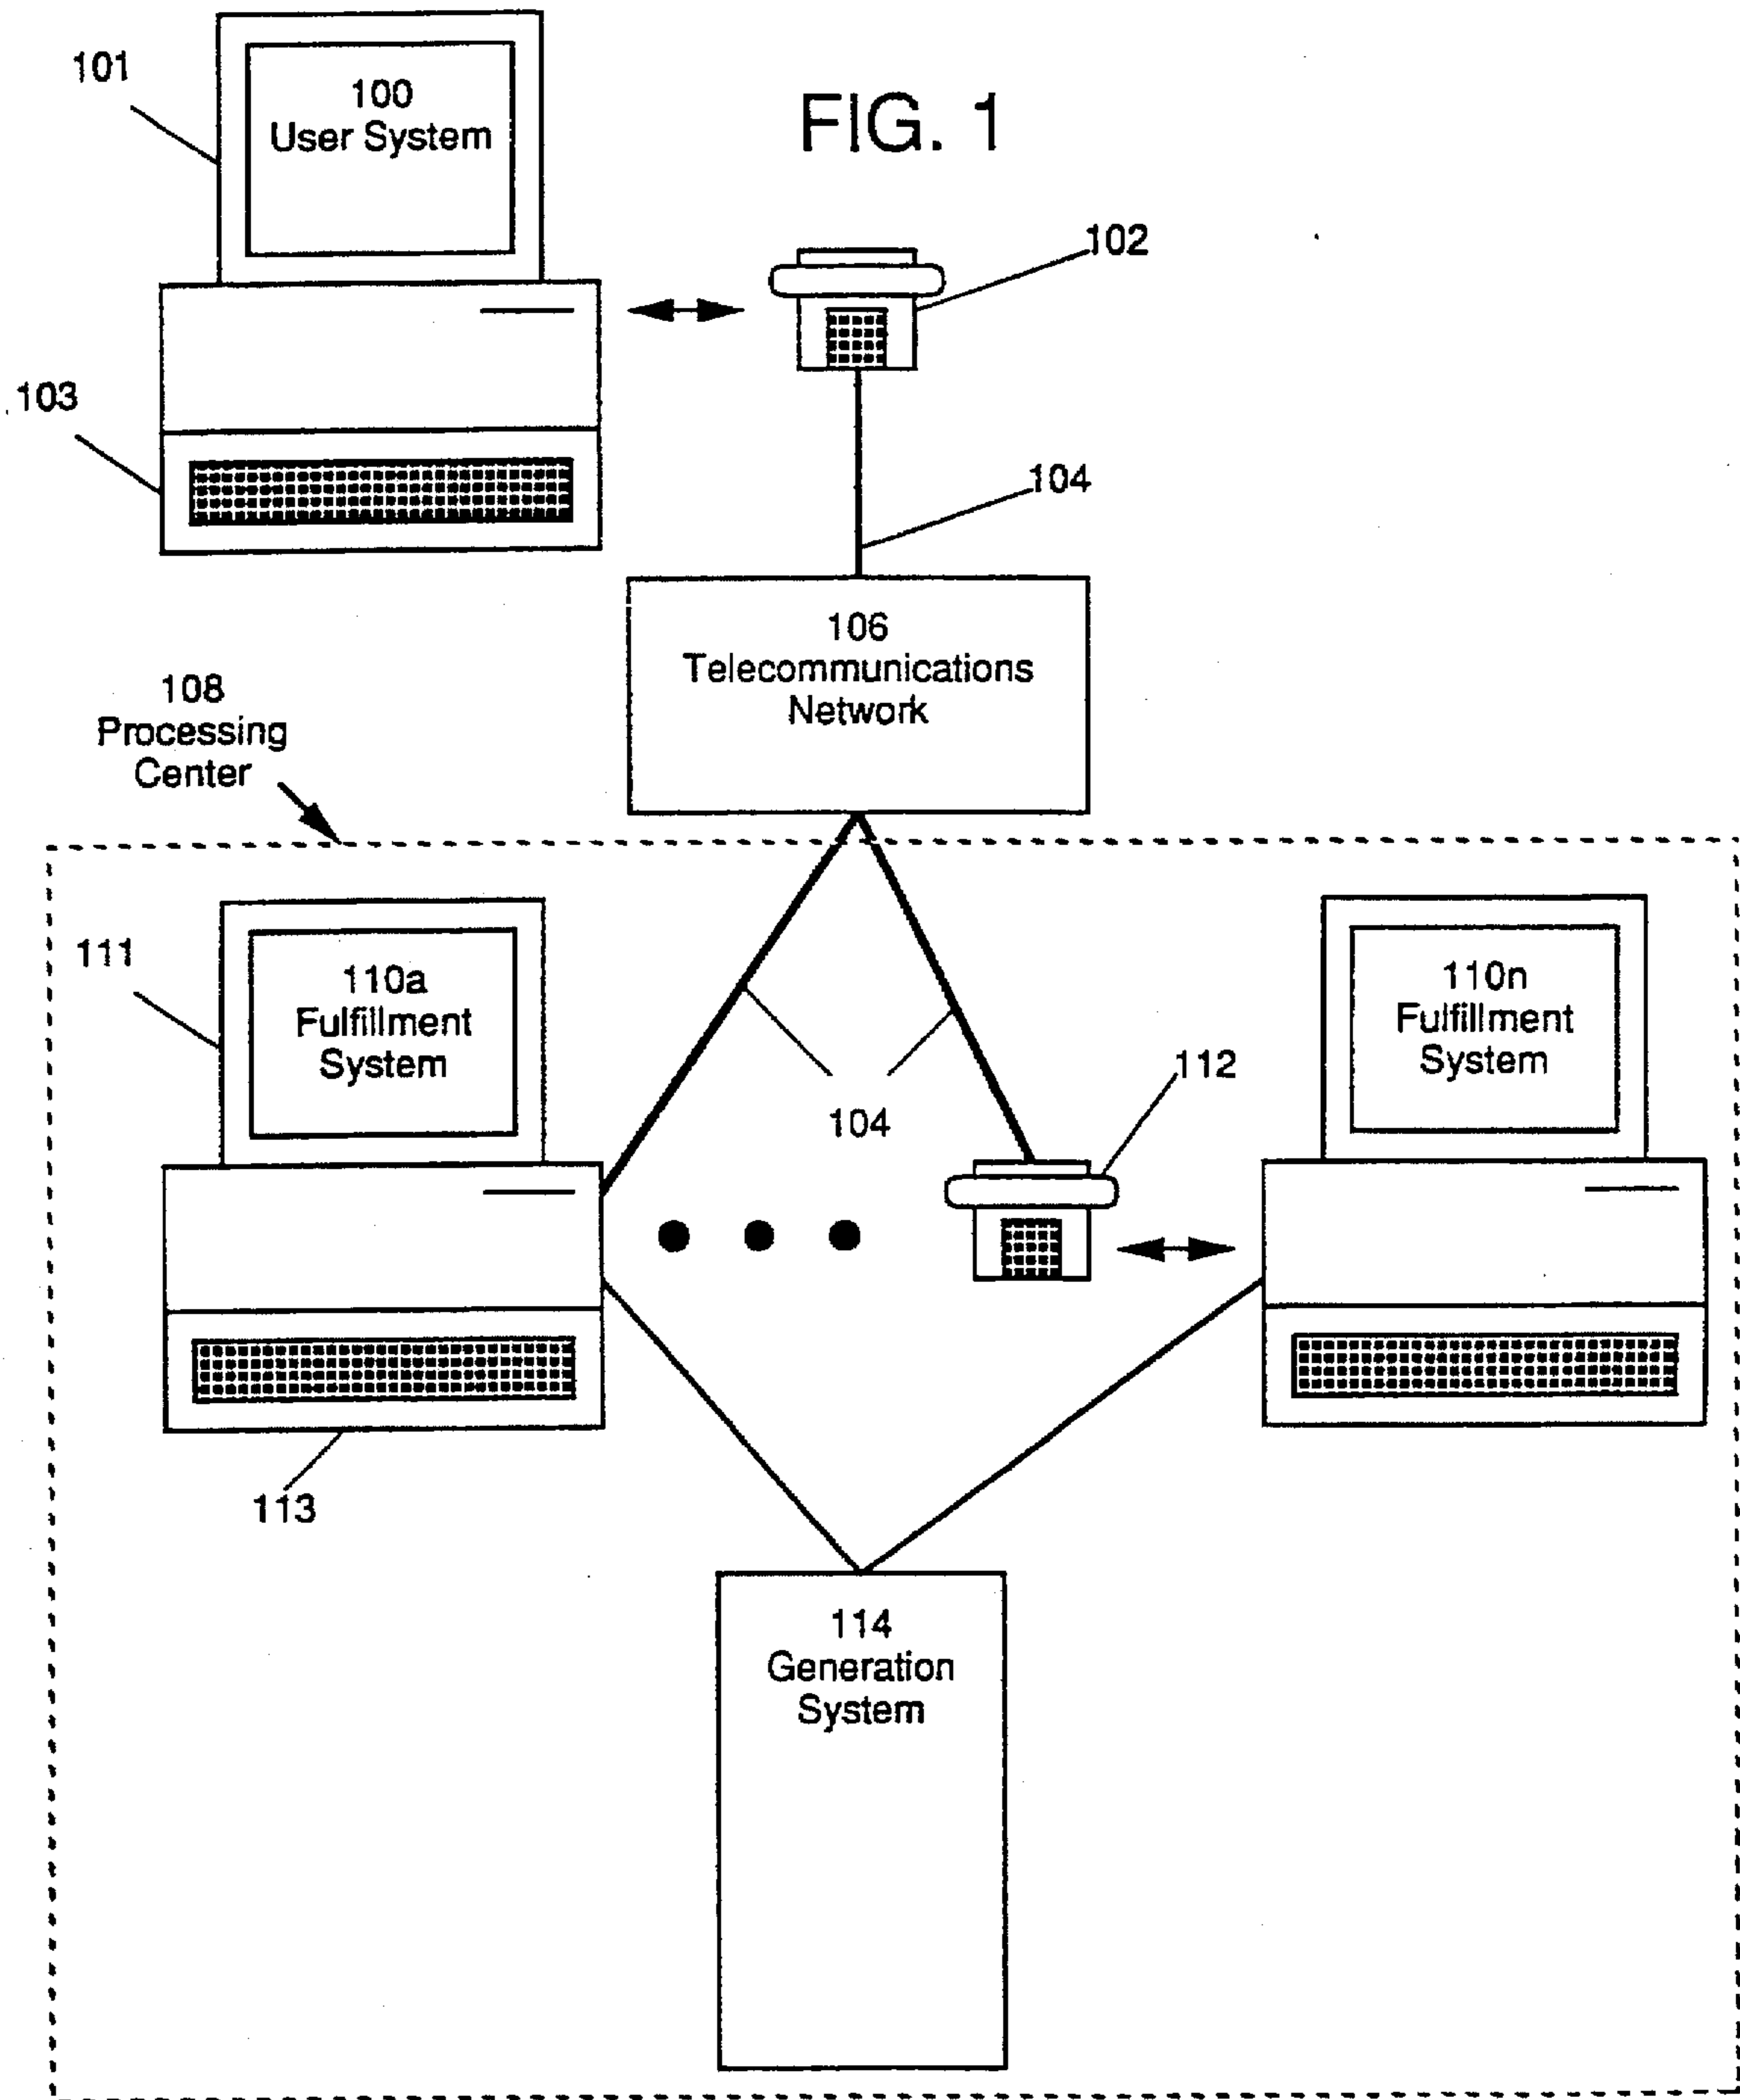 FIG. 1
101
100
User System
102
103
104
106
Telecommunications
Network
108
Processing
Center
111
110a
Fulfillment
System
110n
Fulfillment
System
104
112
113
114
Generation
System